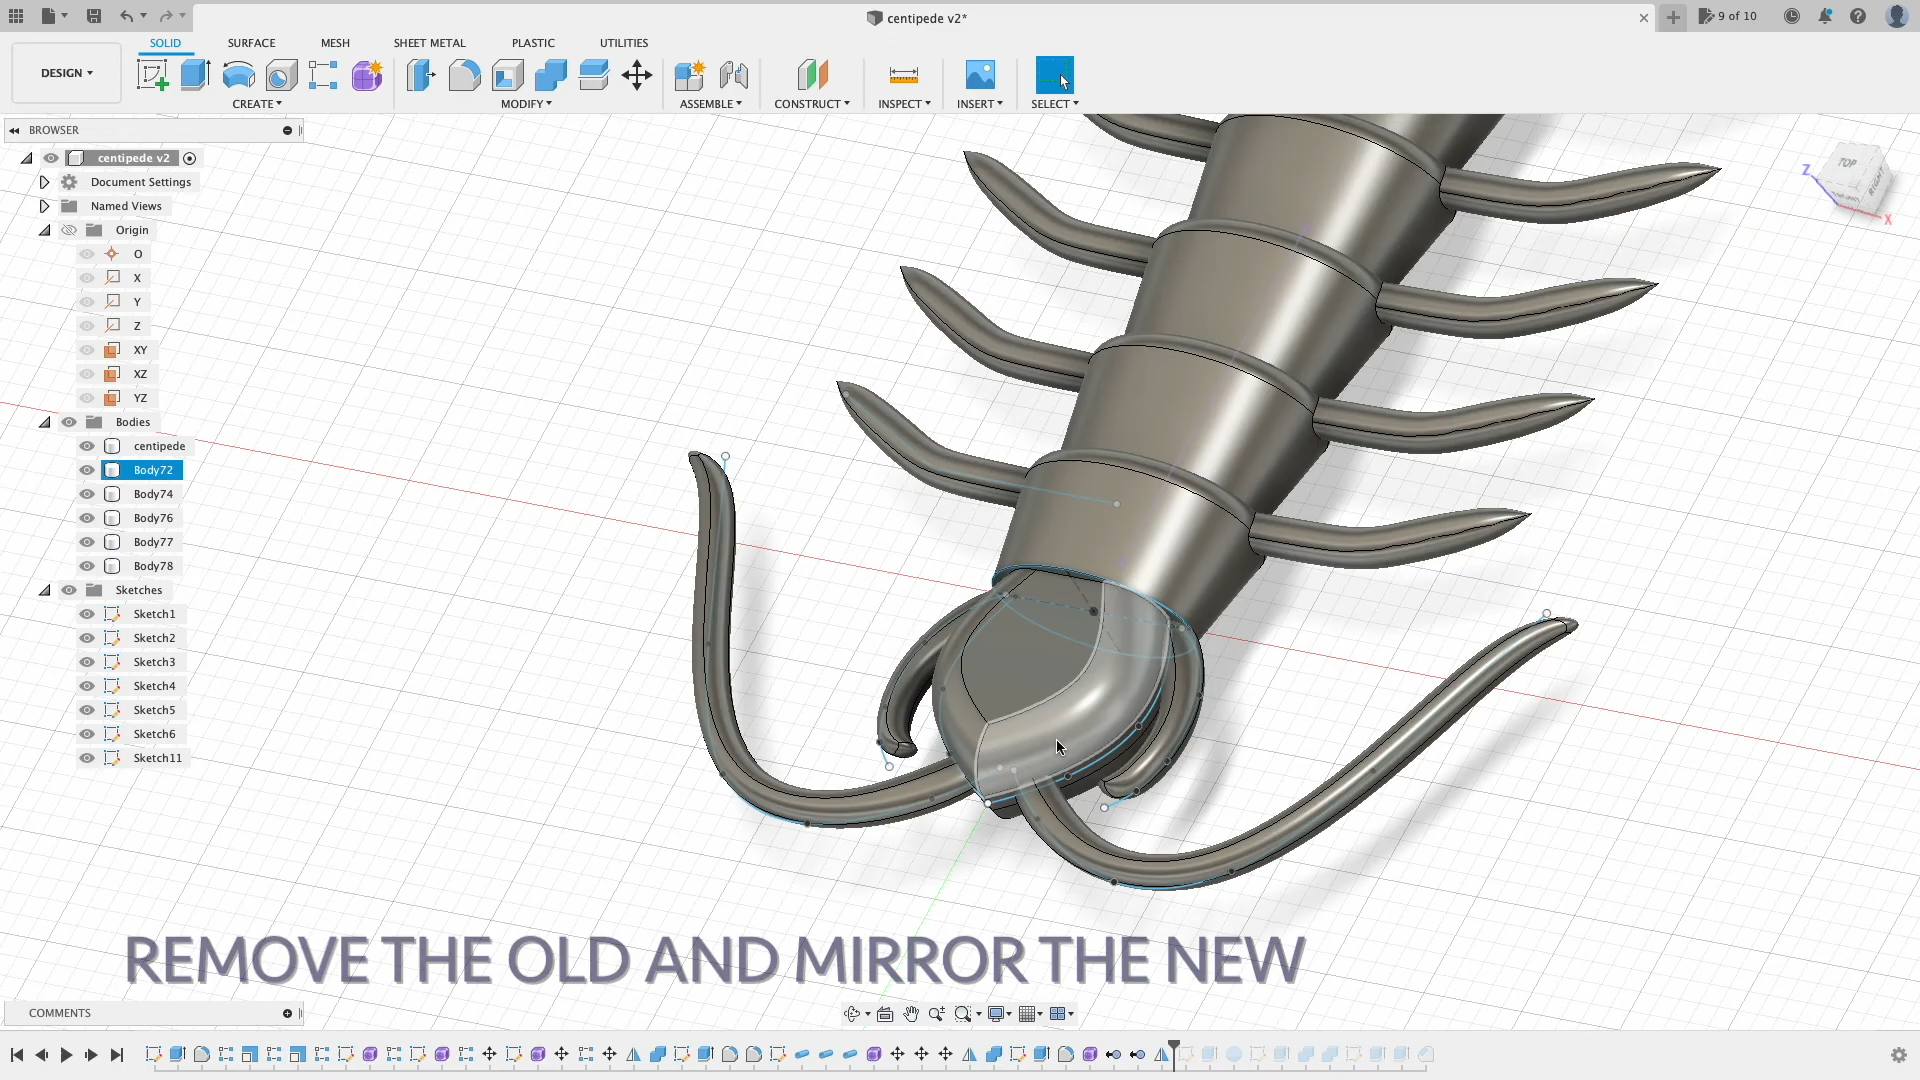 centipede v2*
9 of 10
SOLID SURFACE MESH SHEET METAL PLASTIC UTILITIES
DESIGN
CREATE MODIFY ASSEMBLE CONSTRUCT INSPECT INSERT SELECT
BROWSER
centipede v2
Document Settings
Named Views
Origin
O
X
Y
Z
XY
XZ
YZ
Bodies
centipede
Body72
Body74
Body76
Body77
Body78
Sketches
Sketch1
Sketch2
Sketch3
Sketch4
Sketch5
Sketch6
Sketch11
TOP
RIGHT
Z
X
REMOVE THE OLD AND MIRROR THE NEW
COMMENTS